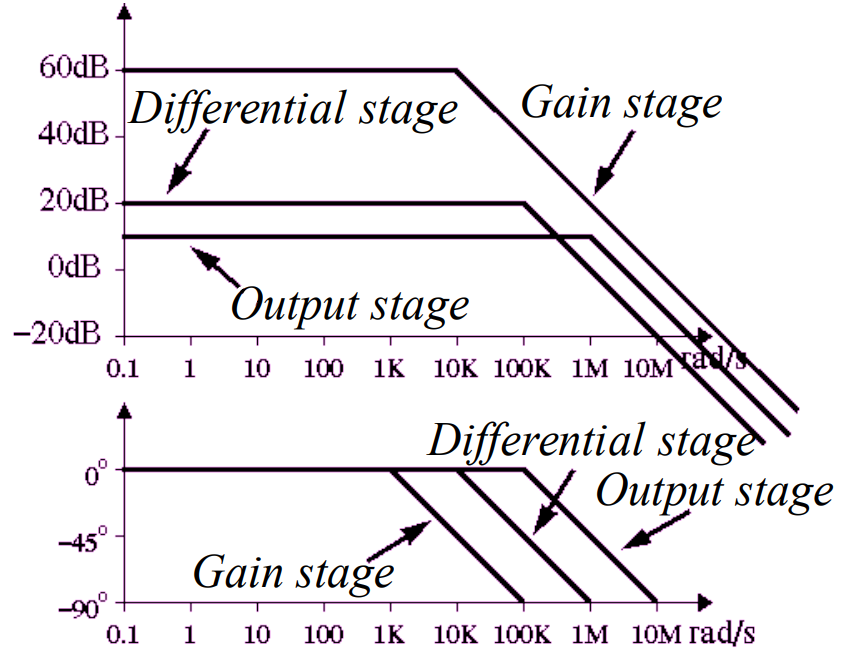 60dB
Differential stage
Gain stage
40dB
20dB
0dB
Output stage
−20dB
rad/s
0.1 1 10 100 1K 10K 100K 1M 10M
Differential stage
0°
Output stage
−45°
Gain stage
−90°
0.1 1 10 100 1K 10K 100K 1M 10M rad/s